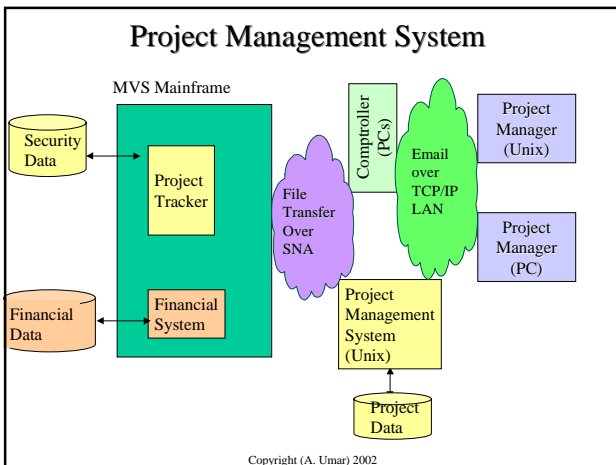 Project Management System
MVS Mainframe
Security
Data
Project
Tracker
Financial
Data
Financial
System
File
Transfer
Over
SNA
Comptroller
(PCs)
Email
over
TCP/IP
LAN
Project
Manager
(Unix)
Project
Manager
(PC)
Project
Management
System
(Unix)
Project
Data
Copyright (A. Umar) 2002